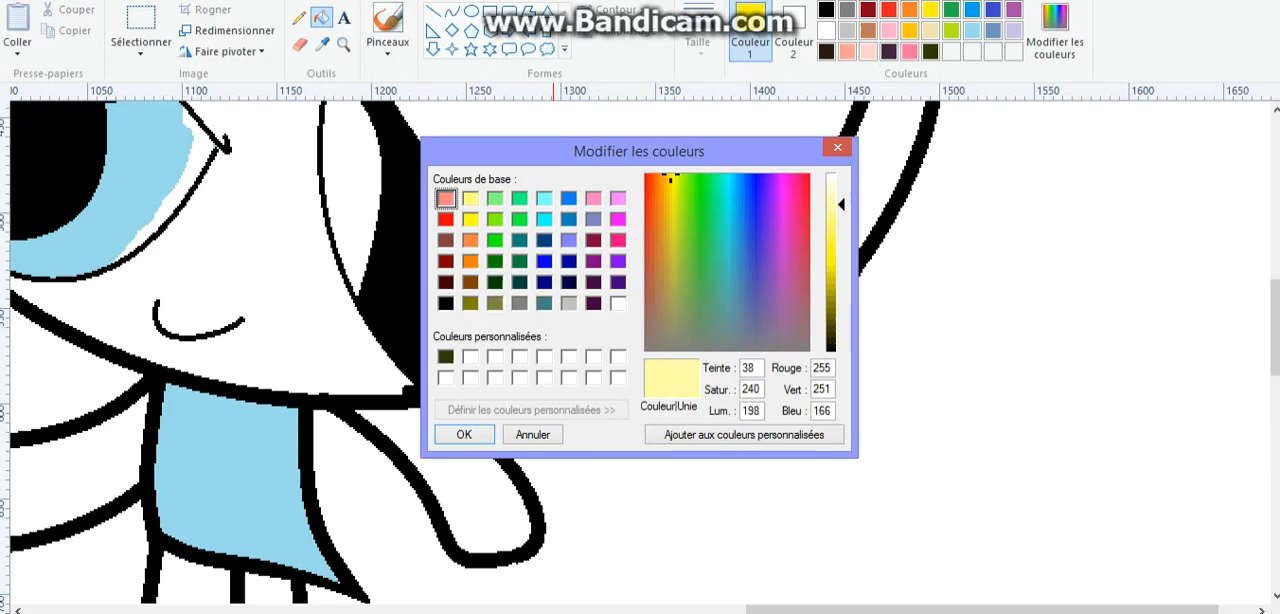 Couper
Copier
Coller
Presse-papiers
Sélectionner
Rogner
Redimensionner
Faire pivoter
Image
A
Outils
Pinceaux
www.Bandicam.com
Contour
Formes
Taille
Couleur
1
Couleur
2
Couleurs
Modifier les
couleurs
1050 1100 1150 1200 1250 1300 1350 1400 1450 1500 1550 1600 1650
Modifier les couleurs
Couleurs de base :
Couleurs personnalisées :
Définir les couleurs personnalisées >>
OK
Annuler
Couleur|Unie
Teinte : 38
Satur. : 240
Lum. : 198
Rouge : 255
Vert : 251
Bleu : 166
Ajouter aux couleurs personnalisées